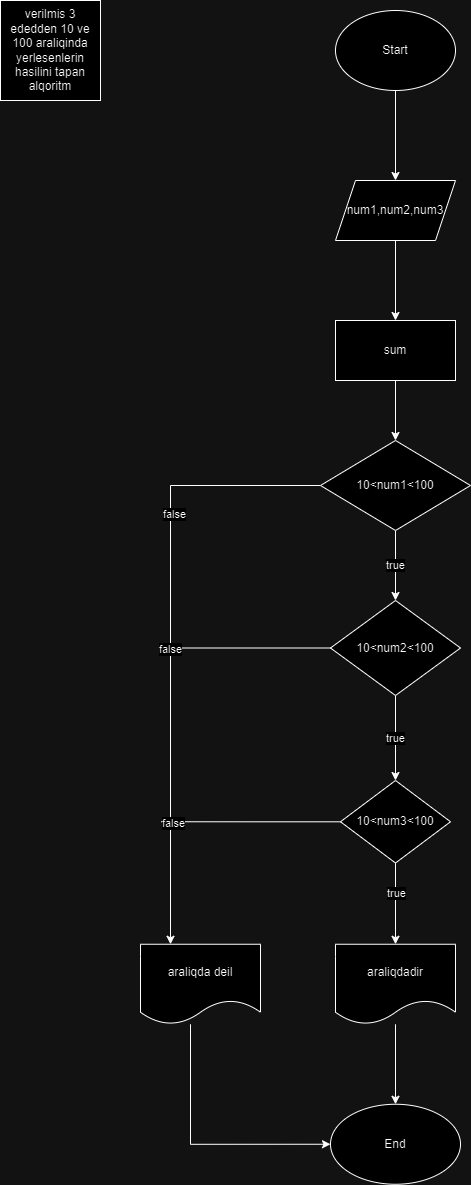 verilmis 3
ededden 10 ve
100 araliqinda
yerlesenlerin
hasilini tapan
alqoritm
Start
num1,num2,num3
sum
10<num1<100
false
true
10<num2<100
false
true
10<num3<100
false
true
araliqda deil
araliqdadir
End